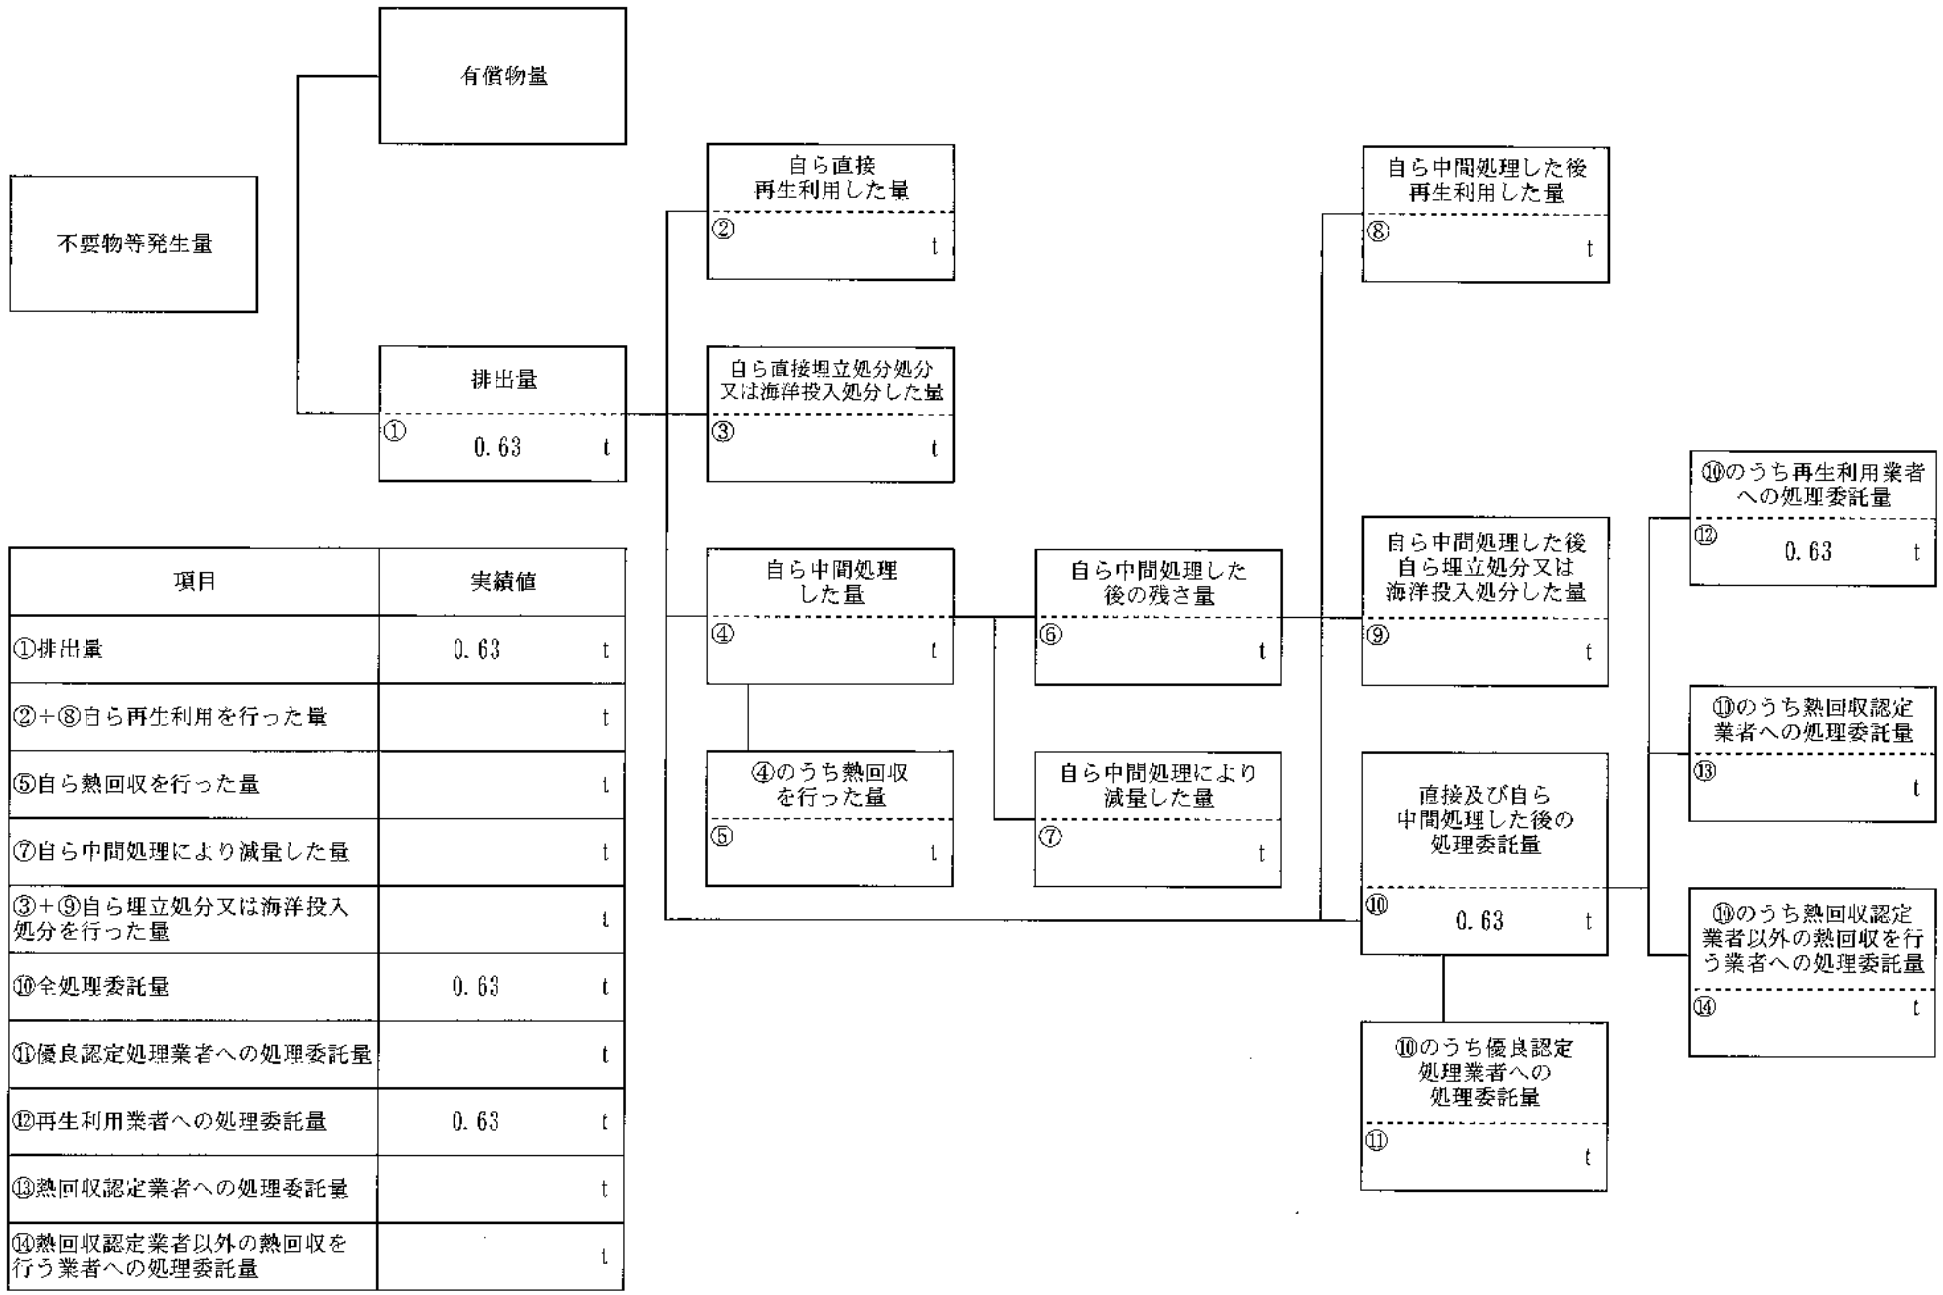 有償物量
不要物等発生量
排出量
① 0.63 t
自ら直接
再生利用した量
② t
自ら直接埋立処分処分
又は海洋投入処分した量
③ t
自ら中間処理
した量
④ t
④のうち熱回収
を行った量
⑤ t
自ら中間処理した
後の残さ量
⑥ t
自ら中間処理により
減量した量
⑦ t
自ら中間処理した後
再生利用した量
⑧ t
自ら中間処理した後
自ら埋立処分又は
海洋投入処分した量
⑨ t
直接及び自ら
中間処理した後の
処理委託量
⑩ 0.63 t
⑩のうち優良認定
処理業者への
処理委託量
⑪ t
⑩のうち再生利用業者
への処理委託量
⑫ 0.63 t
⑩のうち熱回収認定
業者への処理委託量
⑬ t
⑩のうち熱回収認定
業者以外の熱回収を行
う業者への処理委託量
⑭ t
項目 実績値
①排出量 0.63 t
②+⑧自ら再生利用を行った量 t
⑤自ら熱回収を行った量 t
⑦自ら中間処理により減量した量 t
③+⑨自ら埋立処分又は海洋投入
処分を行った量 t
⑩全処理委託量 0.63 t
⑪優良認定処理業者への処理委託量 t
⑫再生利用業者への処理委託量 0.63 t
⑬熱回収認定業者への処理委託量 t
⑭熱回収認定業者以外の熱回収を
行う業者への処理委託量 t